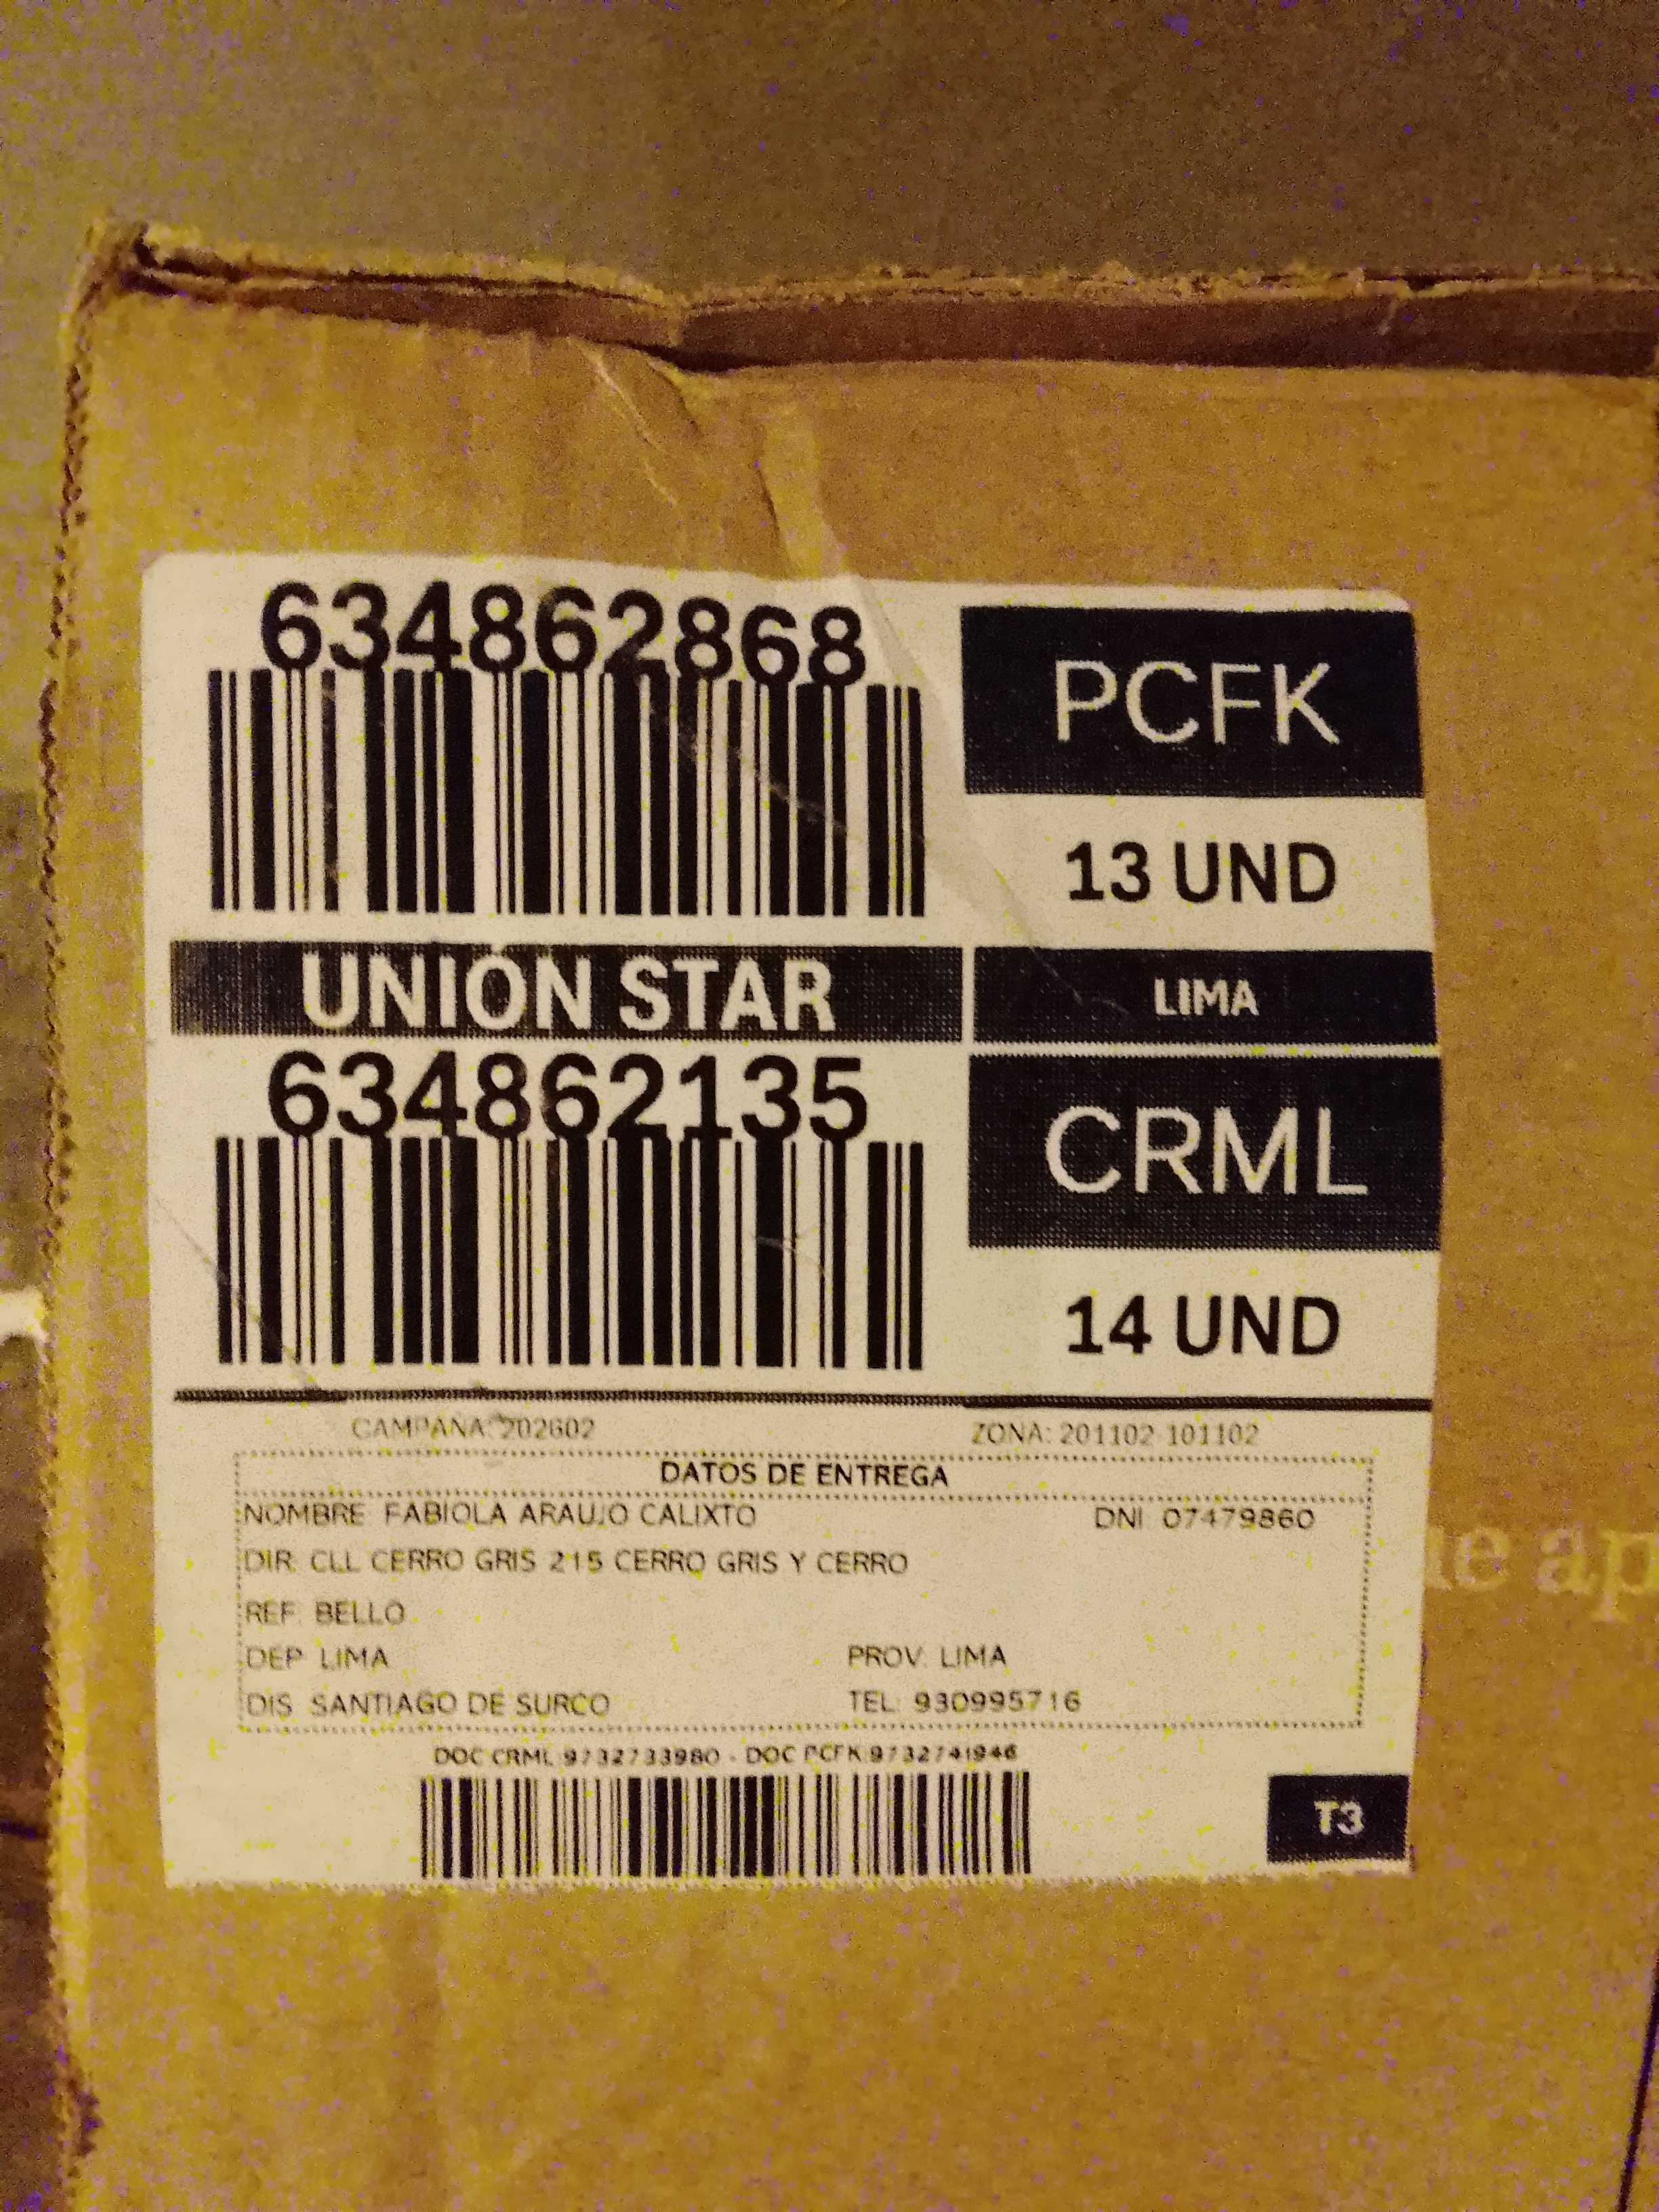 634862868
PCFK
13 UND
UNION STAR
LIMA
634862135
CRML
14 UND
CAMPAÑA: 202602
ZONA: 201102 101102
DATOS DE ENTREGA
NOMBRE: FABIOLA ARAUJO CALIXTO
DNI: 07479860
DIR: CLL CERRO GRIS 215 CERRO GRIS Y CERRO
REF: BELLO
DEP: LIMA
PROV: LIMA
DIS: SANTIAGO DE SURCO
TEL: 930995716
DOC CRML 9732733980 - DOC PCFK 9732741946
T3